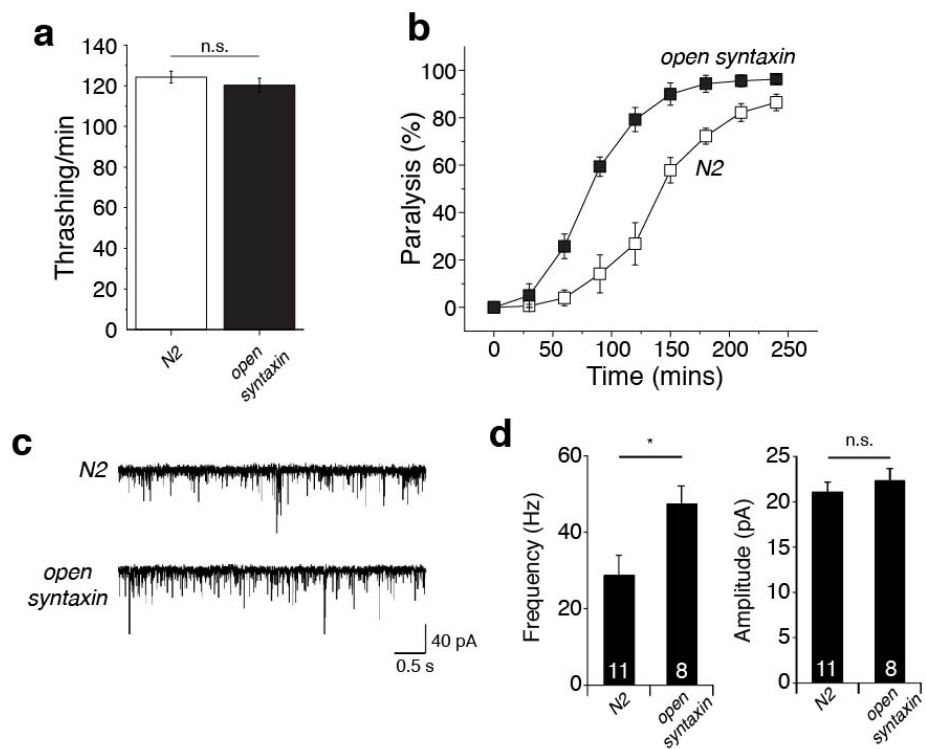 a
n.s.
140
120
100
80
60
40
20
0
Thrashing/min
N2
open
syntaxin
b
open syntaxin
N2
100
80
60
40
20
0
Paralysis (%)
0 50 100 150 200 250
Time (mins)
c
N2
open
syntaxin
40 pA
0.5 s
d
*
60
40
20
0
Frequency (Hz)
11 8
N2
open
syntaxin
n.s.
25
20
15
10
5
0
Amplitude (pA)
11 8
N2
open
syntaxin